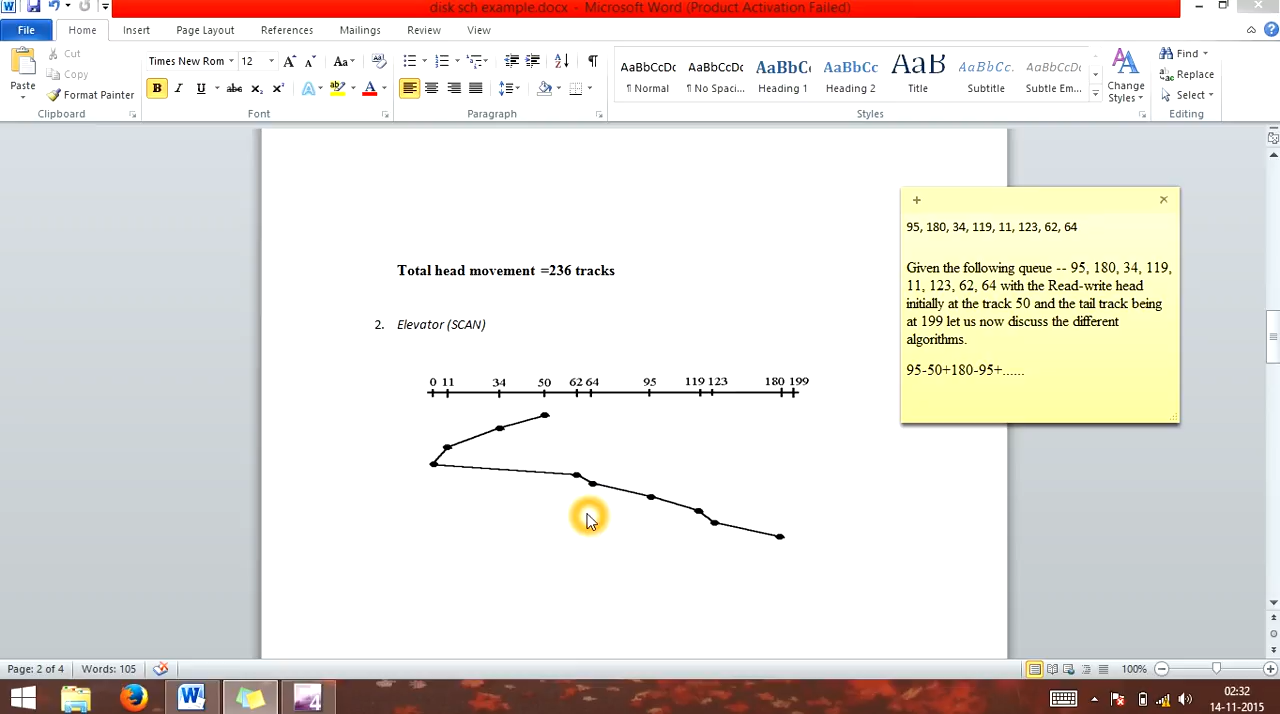 disk sch example.docx - Microsoft Word (Product Activation Failed)
File Home Insert Page Layout References Mailings Review View
Paste
Cut
Copy
Format Painter
Clipboard
Times New Rom 12
Font
Paragraph
AaBbCcDc AaBbCcDc AaBbC AaBbCc AaB AaBbCc. AaBbCcDc
¶ Normal ¶ No Spaci... Heading 1 Heading 2 Title Subtitle Subtle Em...
Styles
Change
Styles
Find
Replace
Select
Editing
Total head movement =236 tracks
2. Elevator (SCAN)
0 11 34 50 62 64 95 119 123 180 199
95, 180, 34, 119, 11, 123, 62, 64
Given the following queue -- 95, 180, 34, 119,
11, 123, 62, 64 with the Read-write head
initially at the track 50 and the tail track being
at 199 let us now discuss the different
algorithms.
95-50+180-95+......
Page: 2 of 4 Words: 105
100%
02:32
14-11-2015